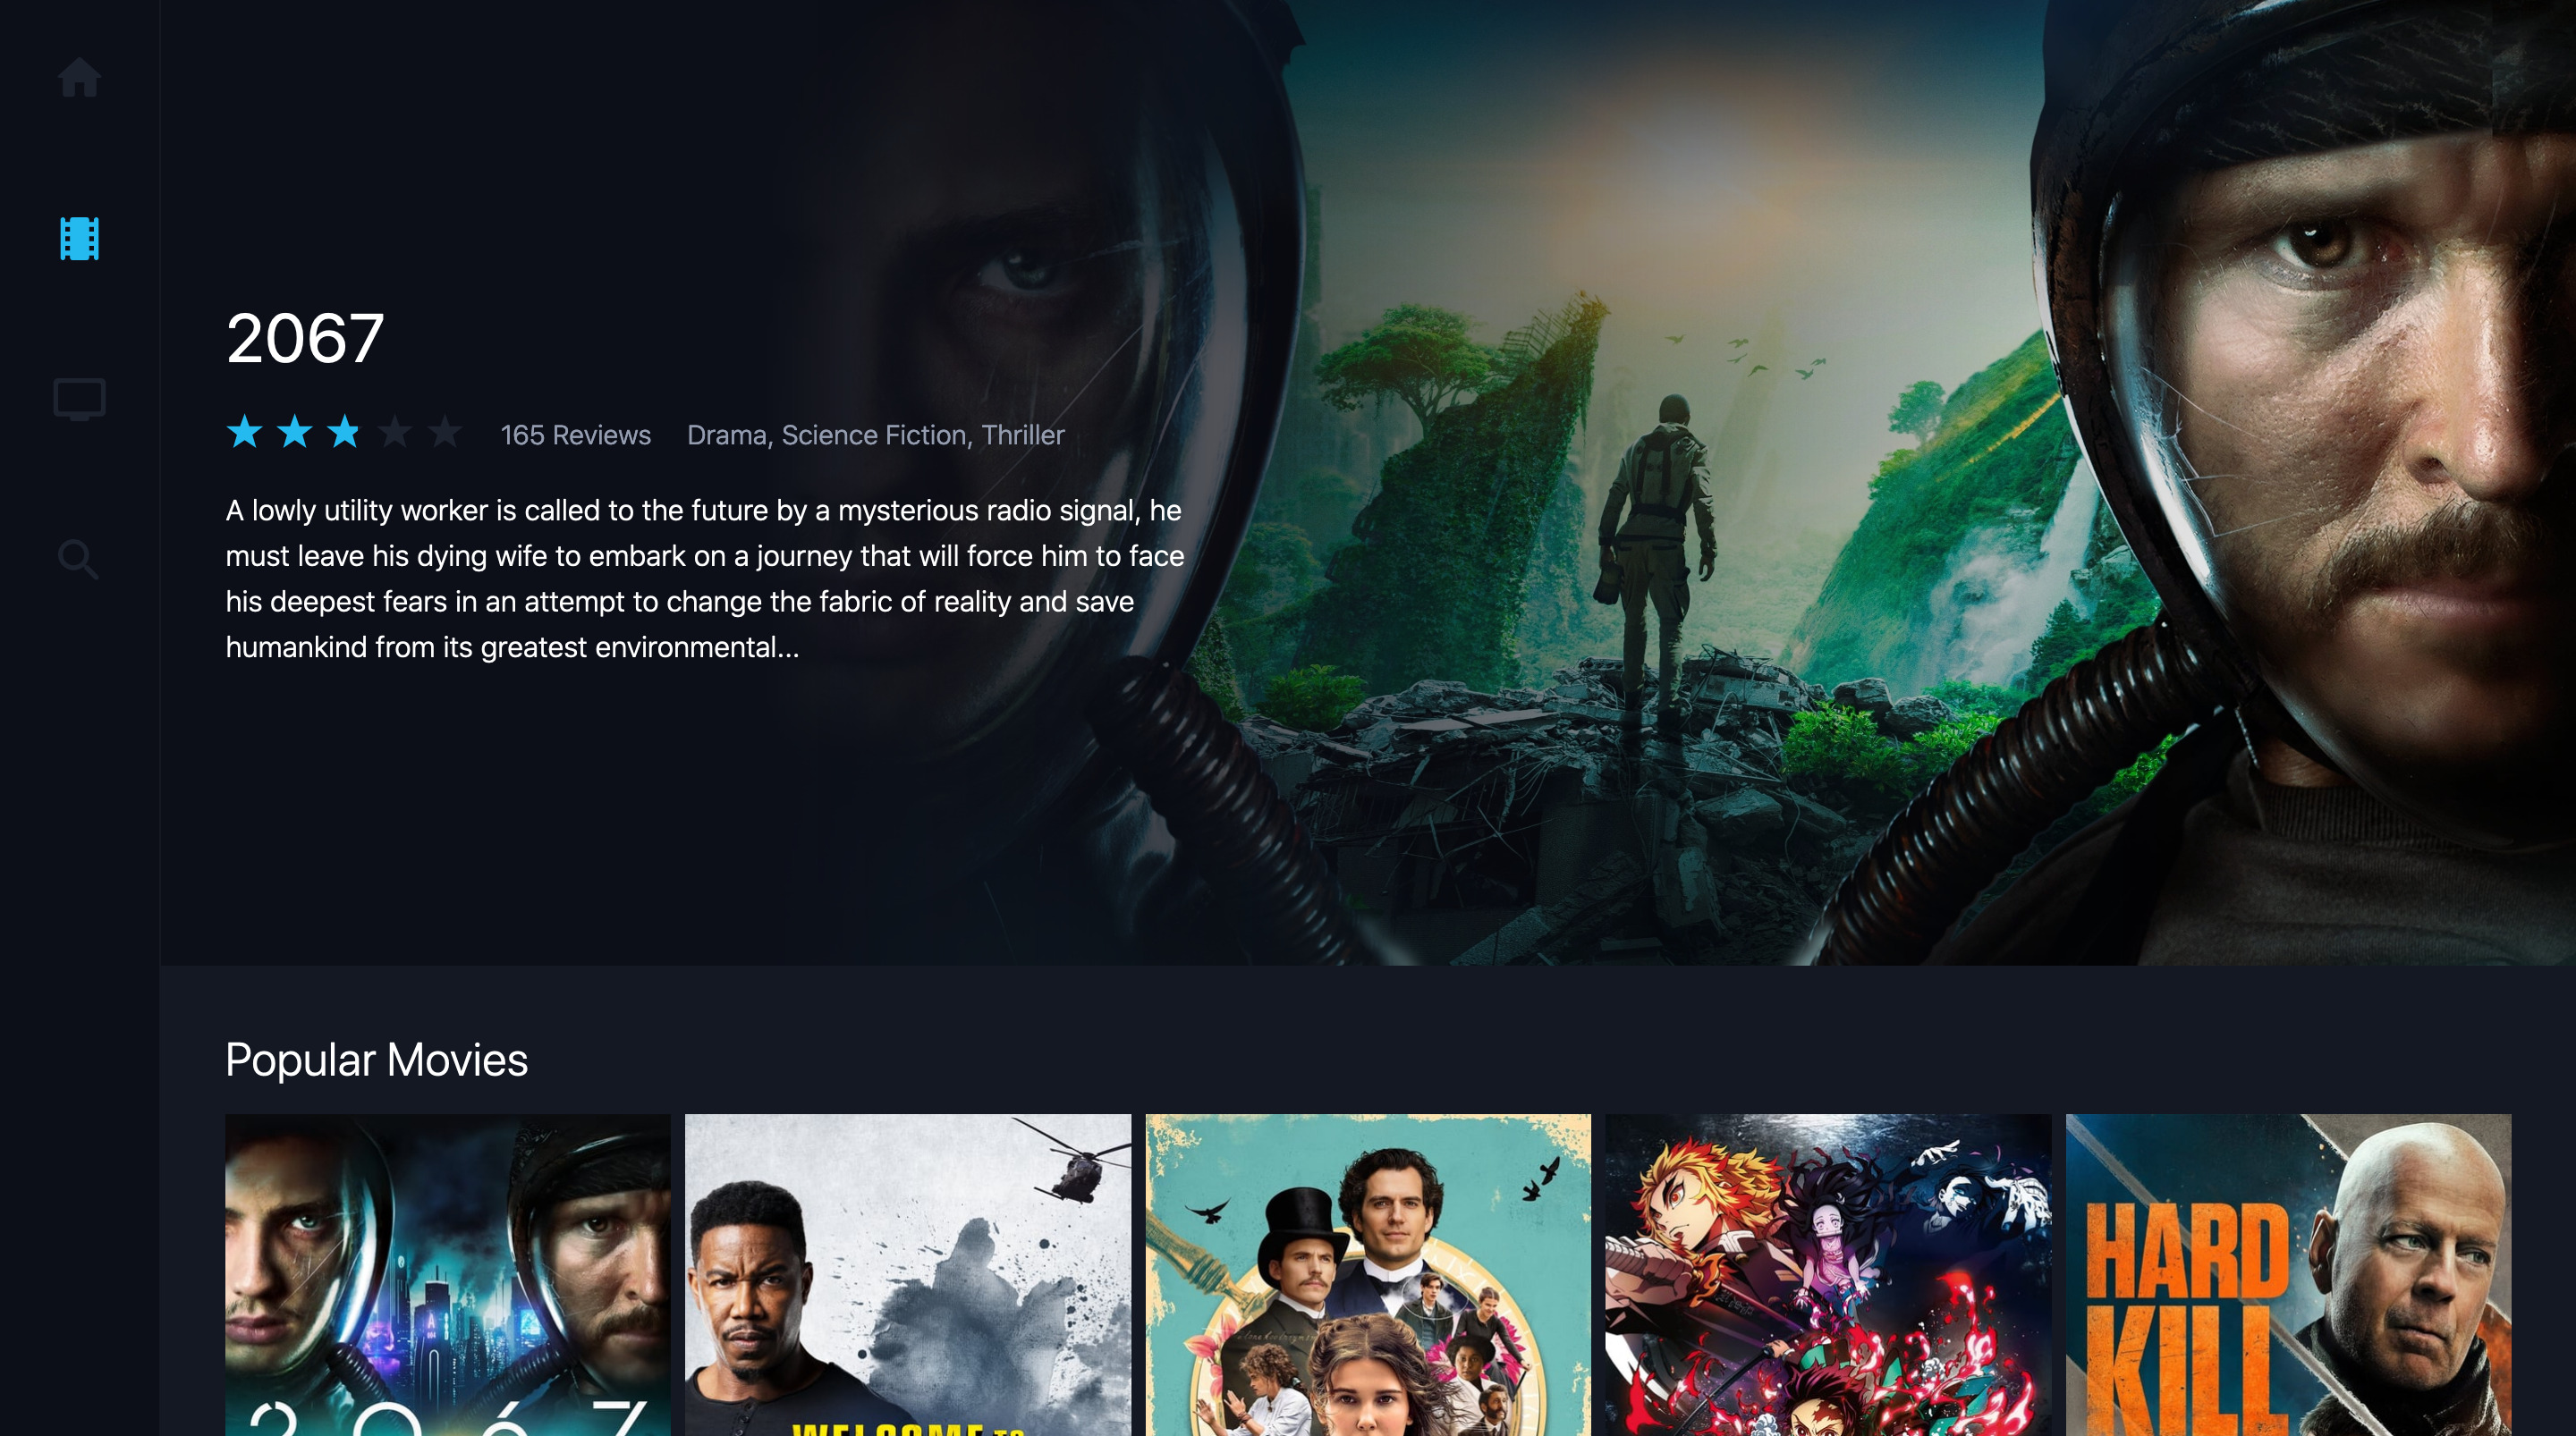 2067
165 Reviews Drama, Science Fiction, Thriller
A lowly utility worker is called to the future by a mysterious radio signal, he
must leave his dying wife to embark on a journey that will force him to face
his deepest fears in an attempt to change the fabric of reality and save
humankind from its greatest environmental...
Popular Movies
2067
WELCOME TO
HARD
KILL